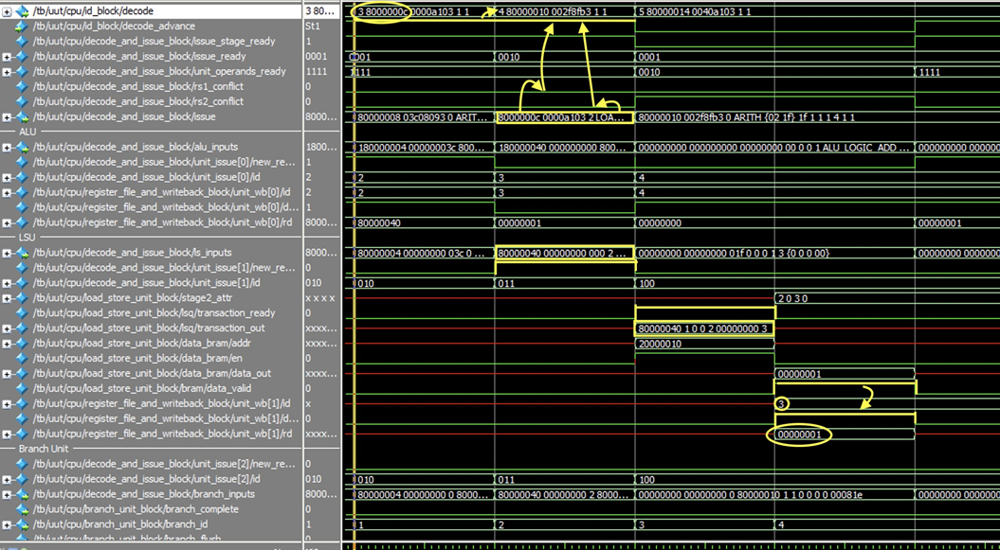 /tb/uut/cpu/id_block/decode 3 80... 3 8000000c 0000a103 1 1 4 80000010 002f8fb3 1 1 5 80000014 0040a103 1 1
/tb/uut/cpu/id_block/decode_advance St1
/tb/uut/cpu/decode_and_issue_block/issue_stage_ready 1
/tb/uut/cpu/decode_and_issue_block/issue_ready 0001 0001 0010 0001
/tb/uut/cpu/decode_and_issue_block/unit_operands_ready 1111 1111 0010 1111
/tb/uut/cpu/decode_and_issue_block/rs1_conflict 0
/tb/uut/cpu/decode_and_issue_block/rs2_conflict 0
/tb/uut/cpu/decode_and_issue_block/issue 8000... 80000008 03c08093 0 ARIT... 8000000c 0000a103 2 LOA... 80000010 002f8fb3 0 ARITH {02 1f} 1f 1 1 1 4 1 1
ALU
/tb/uut/cpu/decode_and_issue_block/alu_inputs 1800... 180000004 00000003c 800... 180000040 000000000 800... 000000000 000000000 00000000 00 0 0 1 ALU_LOGIC_ADD ... 000000000 00000...
/tb/uut/cpu/decode_and_issue_block/unit_issue[0]/new_re... 1
/tb/uut/cpu/decode_and_issue_block/unit_issue[0]/id 2 2 3 4
/tb/uut/cpu/register_file_and_writeback_block/unit_wb[0]/id 2 2 3 4
/tb/uut/cpu/register_file_and_writeback_block/unit_wb[0]/d... 1
/tb/uut/cpu/register_file_and_writeback_block/unit_wb[0]/rd 8000... 80000040 00000001 00000000 00000001
LSU
/tb/uut/cpu/decode_and_issue_block/ls_inputs 8000... 80000004 00000000 03c 0 ... 80000040 00000000 000 2 ... 00000000 00000000 01f 0 0 0 1 3 {0 0 0 00} 00000000 000000
/tb/uut/cpu/decode_and_issue_block/unit_issue[1]/new_re... 0
/tb/uut/cpu/decode_and_issue_block/unit_issue[1]/id 010 010 011 100
/tb/uut/cpu/load_store_unit_block/stage2_attr x x x x 2 0 3 0
/tb/uut/cpu/load_store_unit_block/lsq/transaction_ready 0
/tb/uut/cpu/load_store_unit_block/lsq/transaction_out xxxx... 80000040 1 0 0 2 00000000 3
/tb/uut/cpu/load_store_unit_block/data_bram/addr xxxx... 20000010
/tb/uut/cpu/load_store_unit_block/data_bram/en 0
/tb/uut/cpu/load_store_unit_block/data_bram/data_out xxxx... 00000001
/tb/uut/cpu/load_store_unit_block/bram/data_valid 0
/tb/uut/cpu/register_file_and_writeback_block/unit_wb[1]/id x 3
/tb/uut/cpu/register_file_and_writeback_block/unit_wb[1]/d... 0
/tb/uut/cpu/register_file_and_writeback_block/unit_wb[1]/rd xxxx... 00000001
Branch Unit
/tb/uut/cpu/decode_and_issue_block/unit_issue[2]/new_re... 0
/tb/uut/cpu/decode_and_issue_block/unit_issue[2]/id 010 010 011 100
/tb/uut/cpu/decode_and_issue_block/branch_inputs 8000... 80000004 00000000 0 8000... 80000040 00000000 2 8000... 00000000 00000000 0 80000010 1 1 0 0 0 0 00081e 00000000 000000
/tb/uut/cpu/branch_unit_block/branch_complete 0
/tb/uut/cpu/branch_unit_block/branch_id 1 1 2 3 4